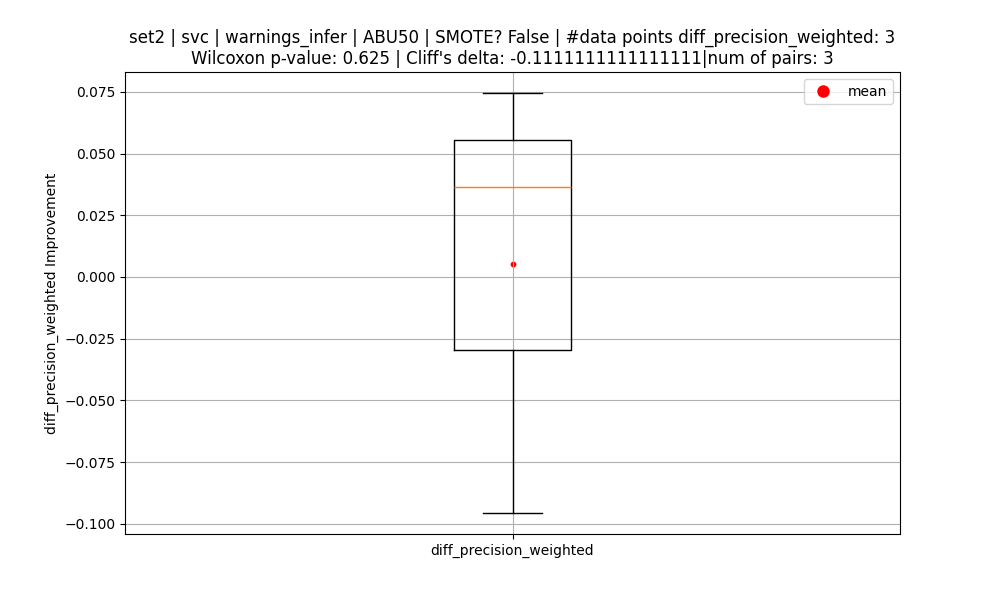 set2 | svc | warnings_infer | ABU50 | SMOTE? False | #data points diff_precision_weighted: 3
Wilcoxon p-value: 0.625 | Cliff's delta: -0.1111111111111111|num of pairs: 3
mean
0.075
0.050
0.025
0.000
−0.025
−0.050
−0.075
−0.100
diff_precision_weighted Improvement
diff_precision_weighted